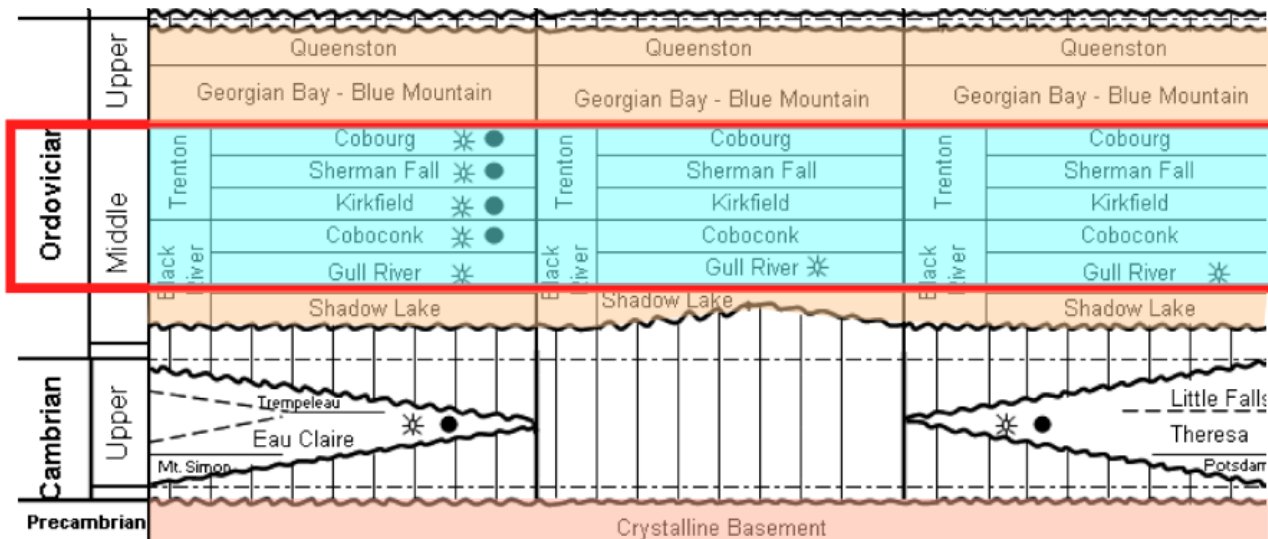 Upper
Queenston
Queenston
Queenston
Georgian Bay - Blue Mountain
Georgian Bay - Blue Mountain
Georgian Bay - Blue Mountain
Ordovician
Middle
Trenton
Cobourg
Trenton
Cobourg
Trenton
Cobourg
Sherman Fall
Sherman Fall
Sherman Fall
Kirkfield
Kirkfield
Kirkfield
Black River
Coboconk
Black River
Coboconk
Black River
Coboconk
Gull River
Gull River
Gull River
Shadow Lake
Shadow Lake
Shadow Lake
Cambrian
Upper
Trempeleau
Eau Claire
Mt. Simon
Little Falls
Theresa
Potsdam
Precambrian
Crystalline Basement